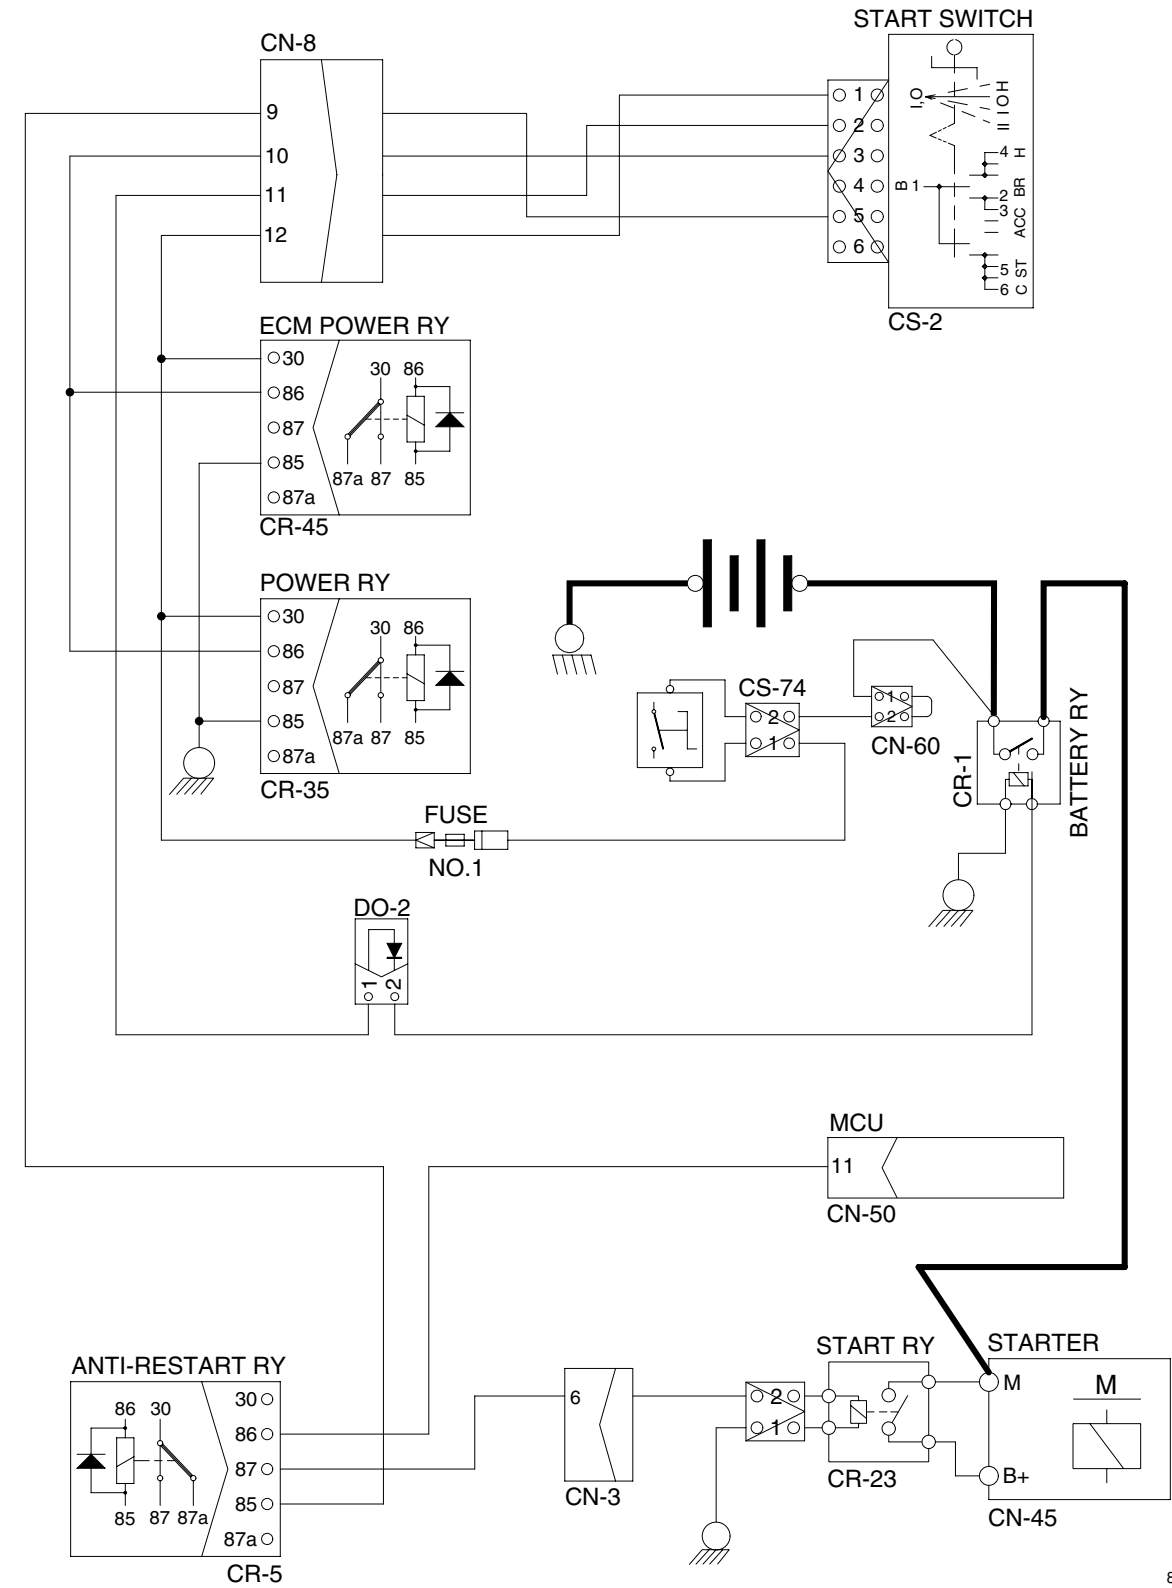 START SWITCH
CN-8
9
10
11
12
1
2
3
4
5
6
I,O
H
O
I
II
B 1
4 H
BR
2
3
ACC
5 ST
6 C
CS-2
ECM POWER RY
30
86
87
85
87a
30 86
87a 87 85
CR-45
POWER RY
30
86
87
85
87a
30 86
87a 87 85
CR-35
CS-74
2
1
1
2
CN-60
CR-1
BATTERY RY
FUSE
NO.1
DO-2
1
2
MCU
11
CN-50
ANTI-RESTART RY
86 30
85 87 87a
30
86
87
85
87a
CR-5
6
CN-3
2
1
START RY
CR-23
STARTER
M
M
B+
CN-45